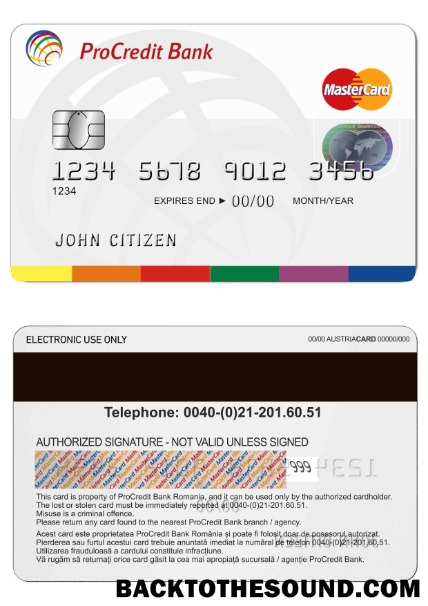 ProCredit Bank
MasterCard
1234 5678 9012 3456
1234
EXPIRES END ▶ 00/00 MONTH/YEAR
JOHN CITIZEN
ELECTRONIC USE ONLY 00/00 AUSTRIACARD 00000/000
Telephone: 0040-(0)21-201.60.51
AUTHORIZED SIGNATURE - NOT VALID UNLESS SIGNED
999
This card is property of ProCredit Bank Romania, and it can be used only by the authorized cardholder.
The lost or stolen card must be immediately reported at 0040-(0)21-201.60.51.
Misuse is a criminal offence.
Please return any card found to the nearest ProCredit Bank branch / agency.
Acest card este proprietatea ProCredit Bank România şi poate fi folosit doar de posesorul autorizat.
Pierderea sau furtul acestui card trebuie anuntată imediat la numărul de telefon 0040-(0)21-201.60.51.
Utilizarea frauduloasă a cardului constituie infracţiune.
Vă rugăm să returnaţi orice card găsit la cea mai apropiată sucursală / agenţie ProCredit Bank.
BACKTOTHESOUND.COM